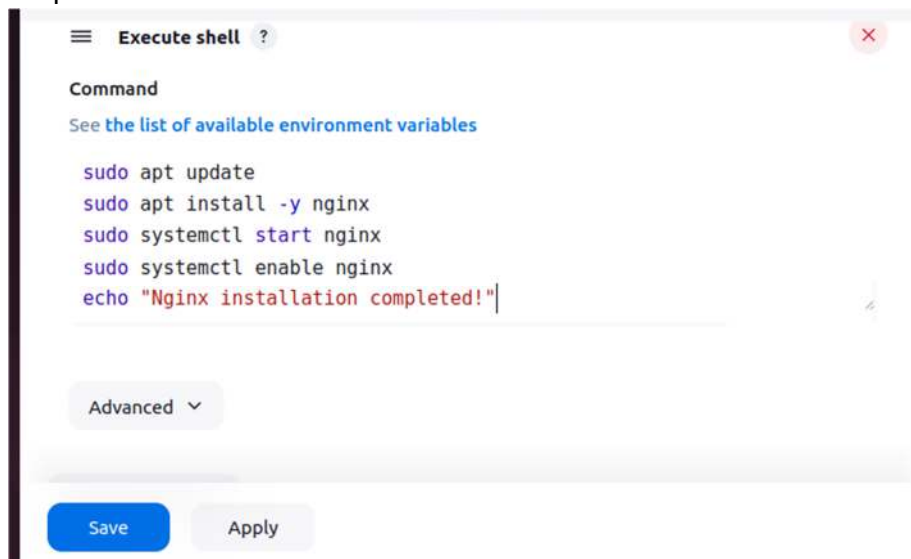 Execute shell ?
Command
See the list of available environment variables
sudo apt update
sudo apt install -y nginx
sudo systemctl start nginx
sudo systemctl enable nginx
echo "Nginx installation completed!"
Advanced
Save Apply